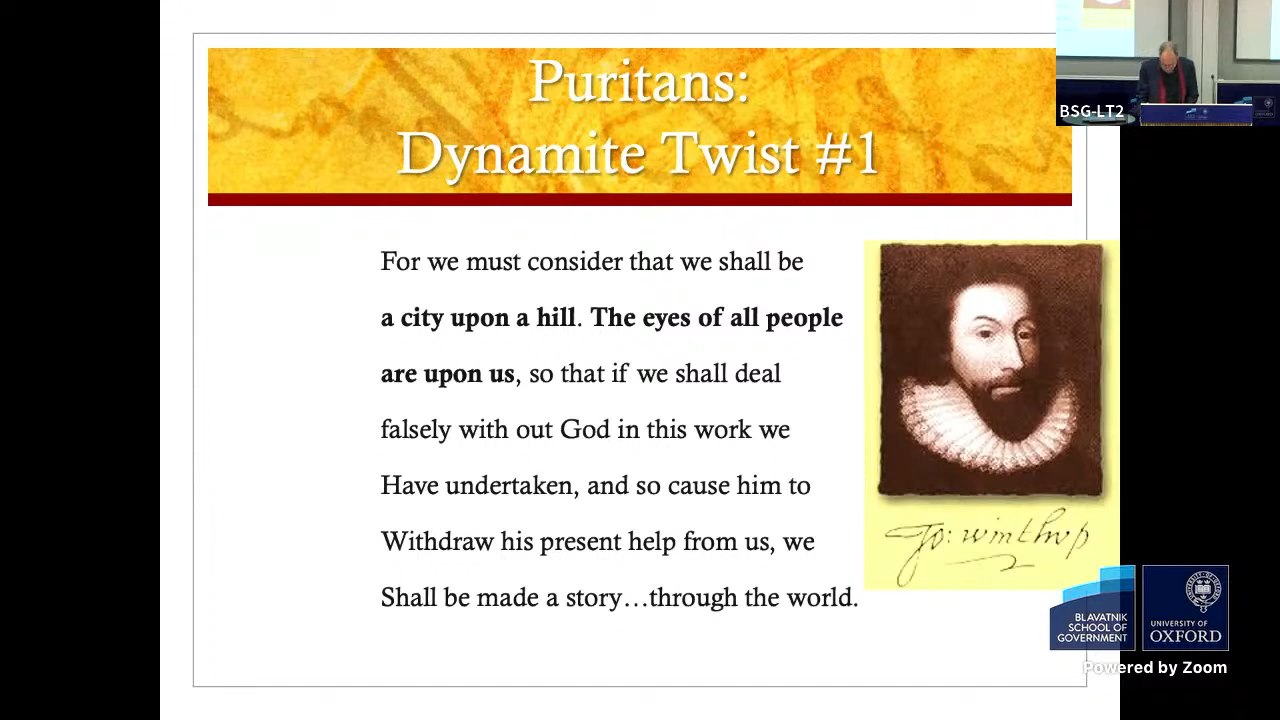 Puritans:
Dynamite Twist #1
BSG-LT2
For we must consider that we shall be
a city upon a hill. The eyes of all people
are upon us, so that if we shall deal
falsely with out God in this work we
Have undertaken, and so cause him to
Withdraw his present help from us, we
Shall be made a story…through the world.
Jo: winthrop
BLAVATNIK
SCHOOL OF
GOVERNMENT
UNIVERSITY OF
OXFORD
Powered by Zoom